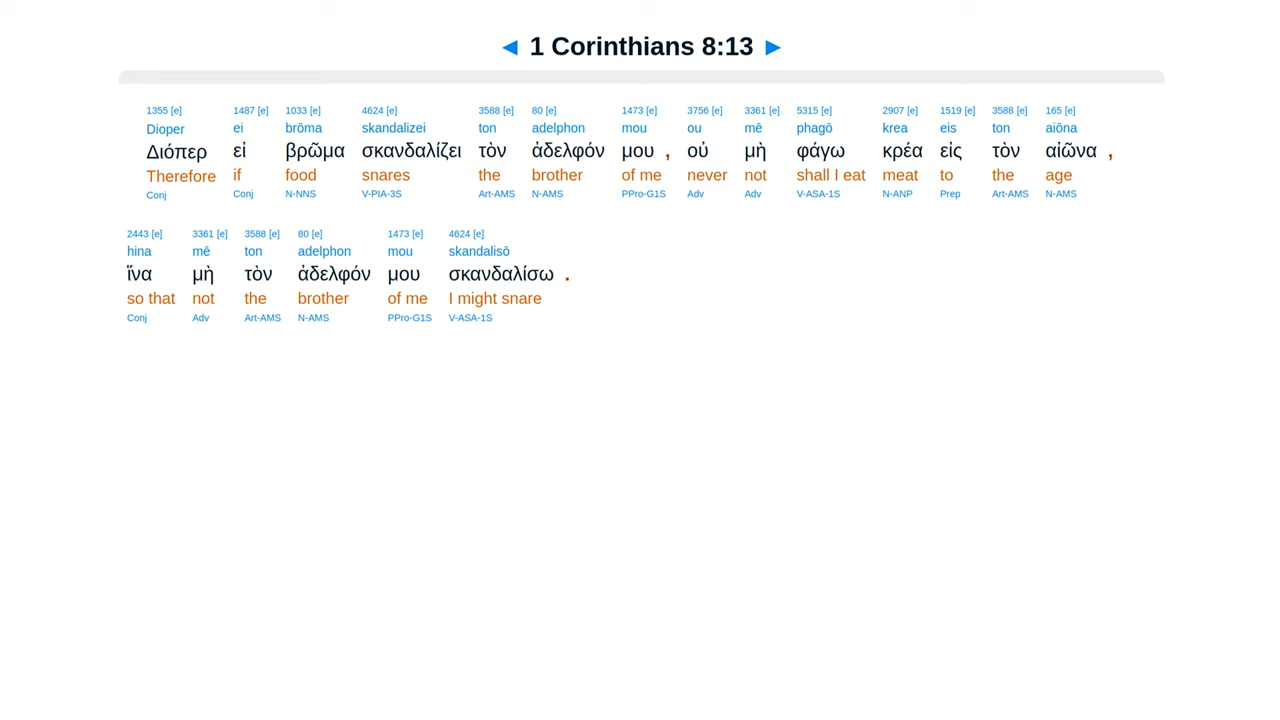 ◄ 1 Corinthians 8:13 ►
1355 [e] 1487 [e] 1033 [e] 4624 [e] 3588 [e] 80 [e] 1473 [e] 3756 [e] 3361 [e] 5315 [e] 2907 [e] 1519 [e] 3588 [e] 165 [e]
Dioper ei brōma skandalizei ton adelphon mou ou mē phagō krea eis ton aiōna
Διόπερ εἰ βρῶμα σκανδαλίζει τὸν ἀδελφόν μου , οὐ μὴ φάγω κρέα εἰς τὸν αἰῶνα ,
Therefore if food snares the brother of me never not shall I eat meat to the age
Conj Conj N-NNS V-PIA-3S Art-AMS N-AMS PPro-G1S Adv Adv V-ASA-1S N-ANP Prep Art-AMS N-AMS
2443 [e] 3361 [e] 3588 [e] 80 [e] 1473 [e] 4624 [e]
hina mē ton adelphon mou skandalisō
ἵνα μὴ τὸν ἀδελφόν μου σκανδαλίσω .
so that not the brother of me I might snare
Conj Adv Art-AMS N-AMS PPro-G1S V-ASA-1S